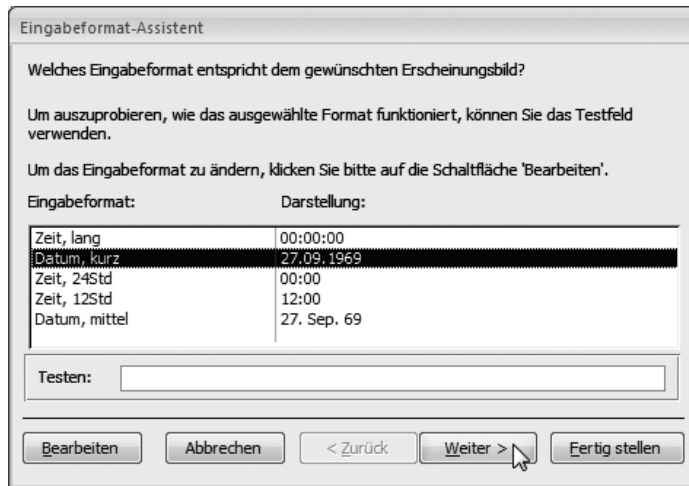 Eingabeformat-Assistent
Welches Eingabeformat entspricht dem gewünschten Erscheinungsbild?
Um auszuprobieren, wie das ausgewählte Format funktioniert, können Sie das Testfeld
verwenden.
Um das Eingabeformat zu ändern, klicken Sie bitte auf die Schaltfläche 'Bearbeiten'.
Eingabeformat: Darstellung:
Zeit, lang 00:00:00
Datum, kurz 27.09.1969
Zeit, 24Std 00:00
Zeit, 12Std 12:00
Datum, mittel 27. Sep. 69
Testen:
Bearbeiten Abbrechen < Zurück Weiter > Fertig stellen